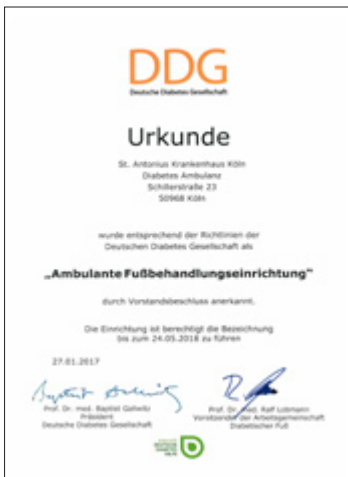 DDG
Deutsche Diabetes Gesellschaft
Urkunde
St. Antonius Krankenhaus Köln
Diabetes Ambulanz
Schillerstraße 23
50968 Köln
wurde entsprechend der Richtlinien der
Deutschen Diabetes Gesellschaft als
„Ambulante Fußbehandlungseinrichtung"
durch Vorstandsbeschluss anerkannt.
Die Einrichtung ist berechtigt die Bezeichnung
bis zum 24.05.2018 zu führen
27.01.2017
Prof. Dr. med. Baptist Gallwitz
Präsident
Deutsche Diabetes Gesellschaft
Prof. Dr. med. Ralf Lobmann
Vorsitzender der Arbeitsgemeinschaft
Diabetischer Fuß